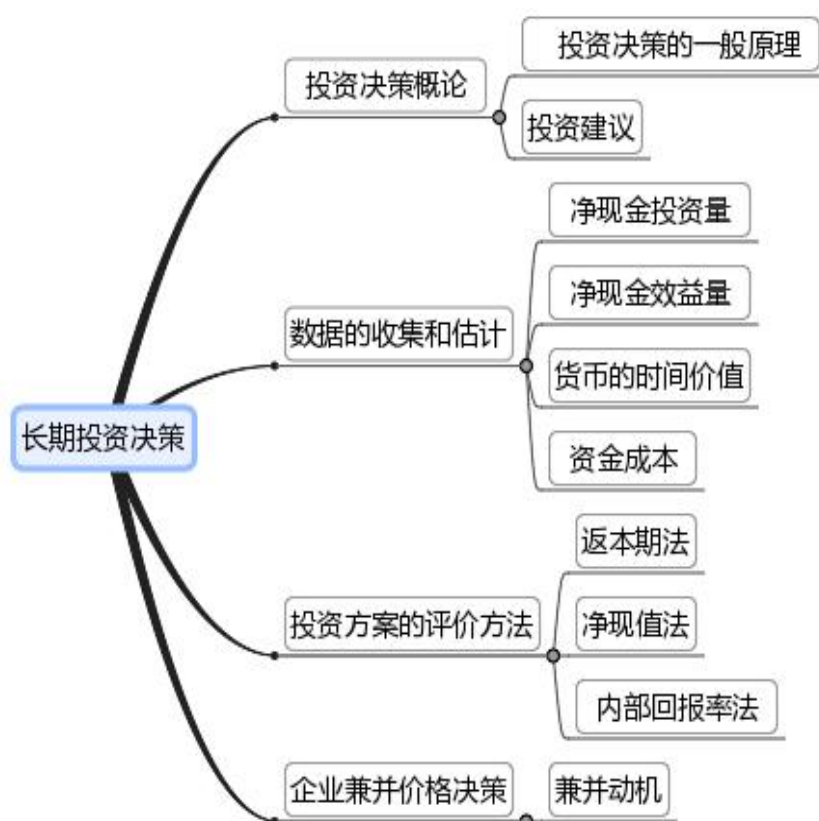 投资决策的一般原理
投资决策概论
投资建议
净现金投资量
净现金效益量
数据的收集和估计
货币的时间价值
长期投资决策
资金成本
返本期法
投资方案的评价方法
净现值法
内部回报率法
企业兼并价格决策
兼并动机